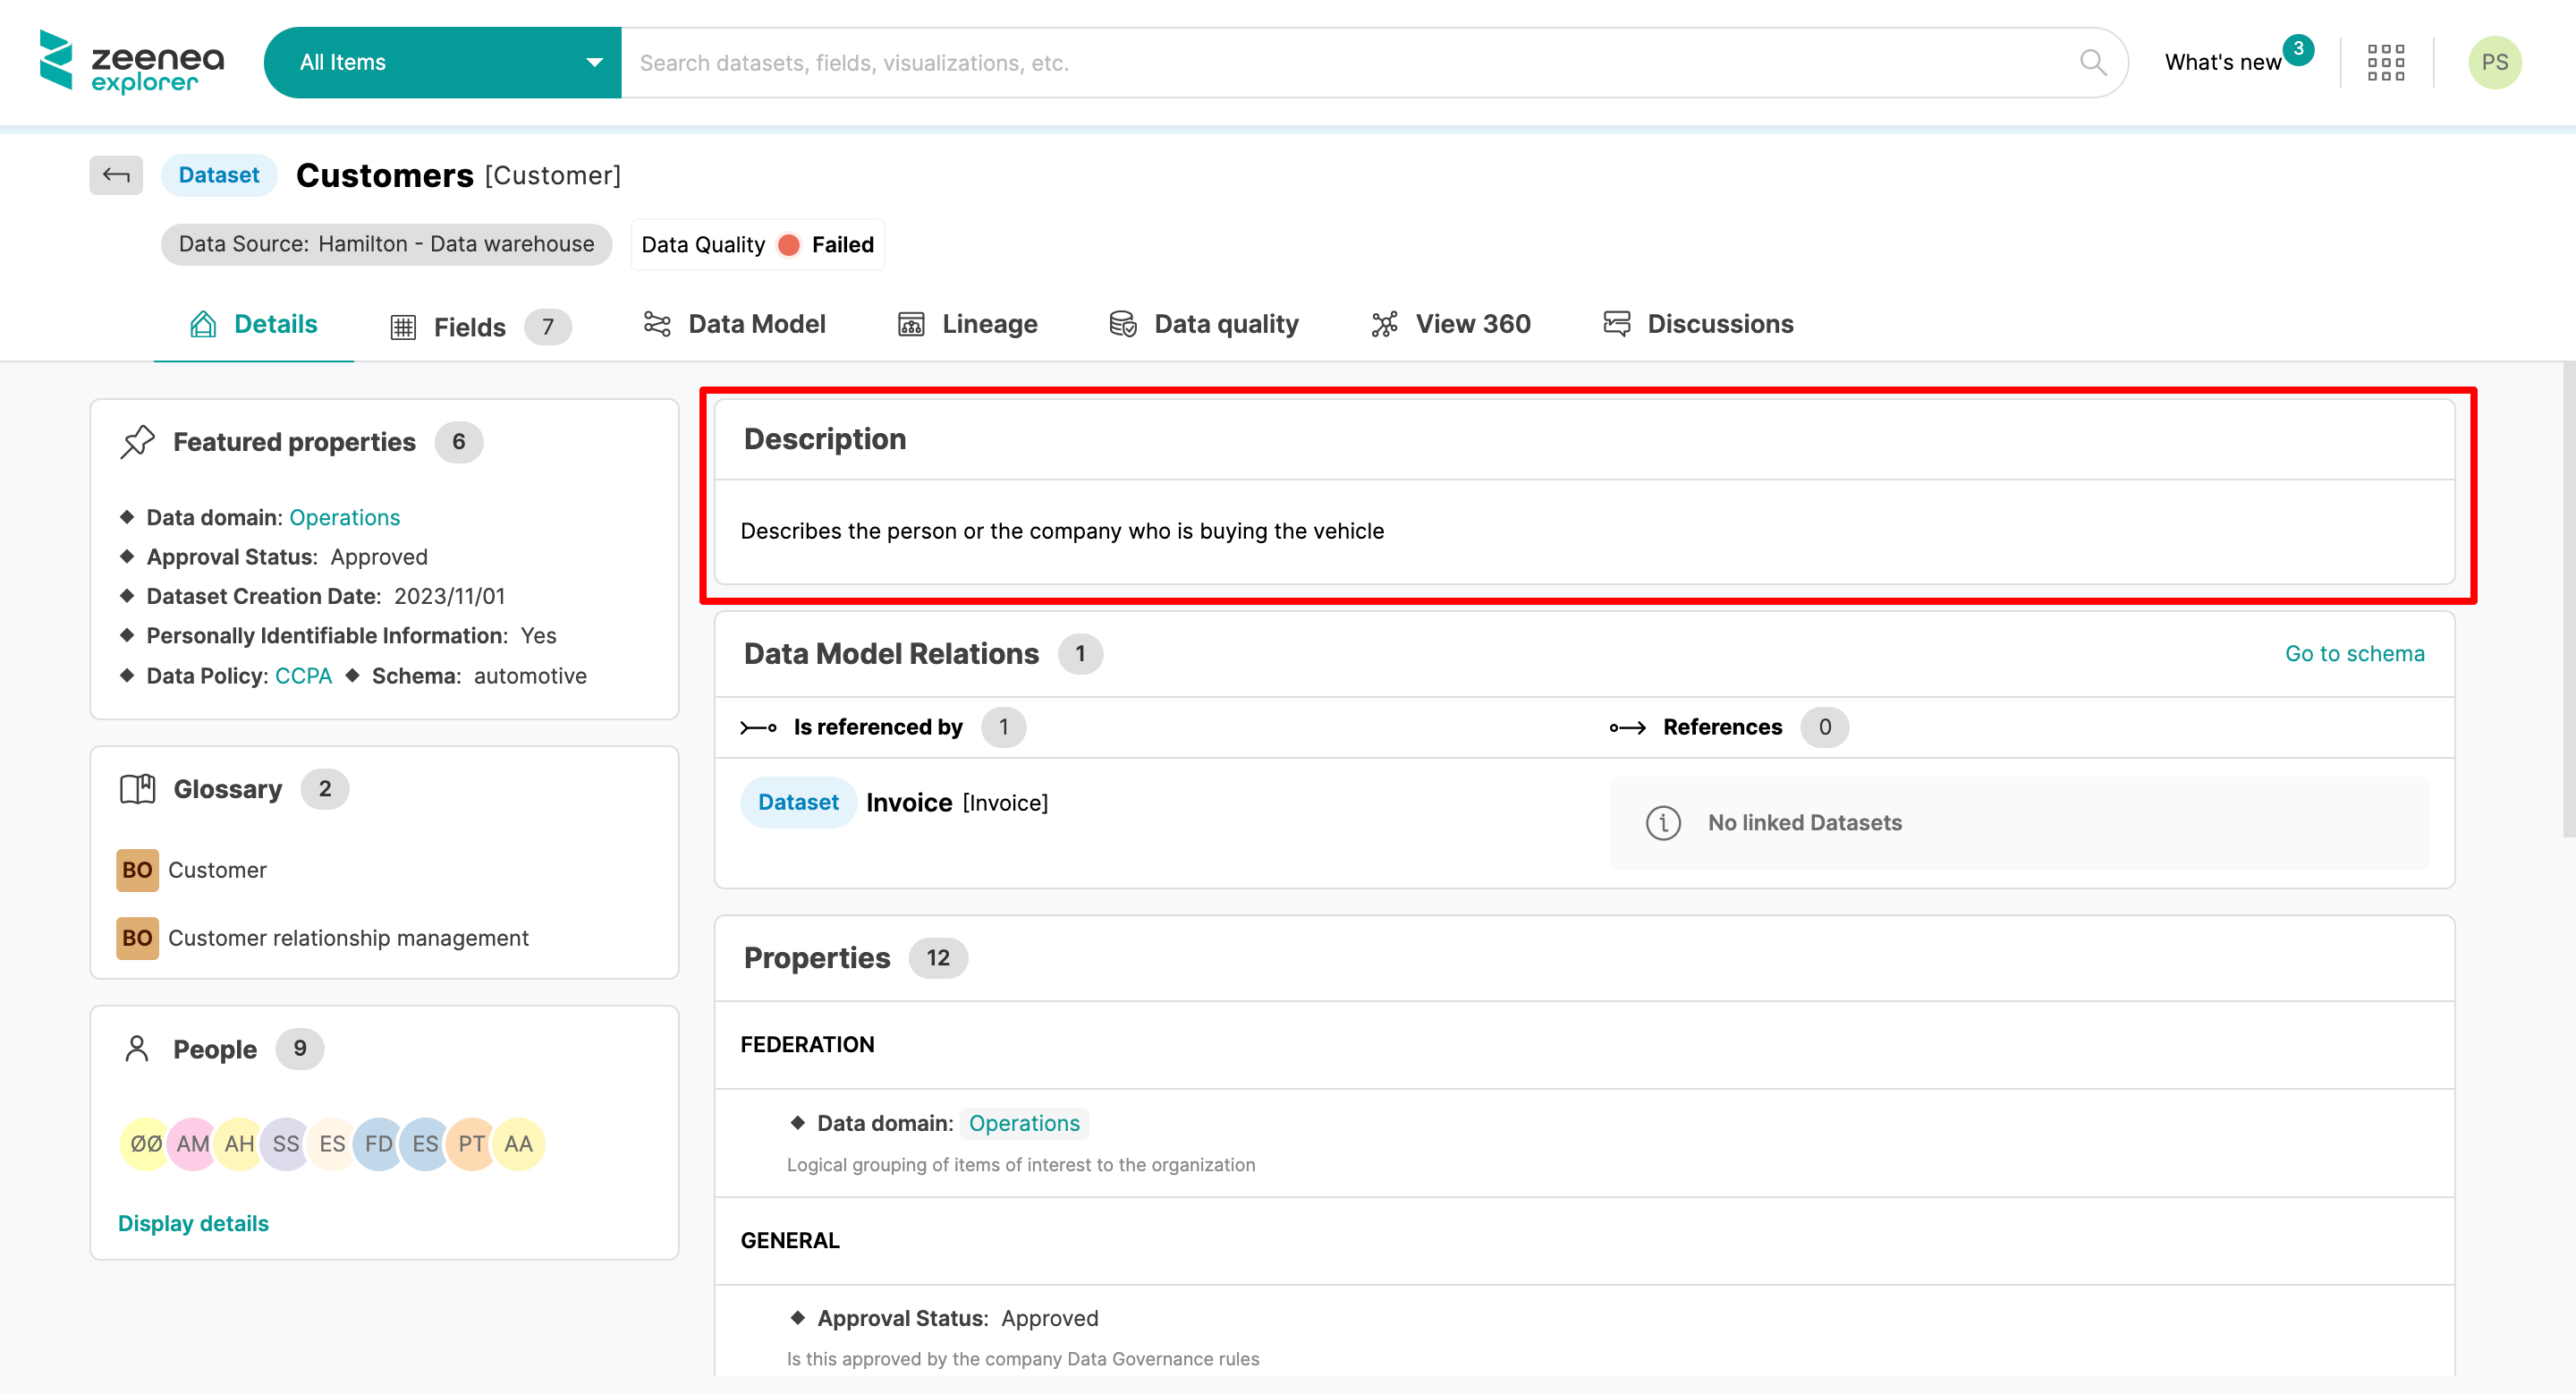 zeenea
explorer
All Items
Search datasets, fields, visualizations, etc.
What's new 3
PS
Dataset Customers [Customer]
Data Source: Hamilton - Data warehouse
Data Quality Failed
Details
Fields 7
Data Model
Lineage
Data quality
View 360
Discussions
Featured properties 6
Data domain: Operations
Approval Status: Approved
Dataset Creation Date: 2023/11/01
Personally Identifiable Information: Yes
Data Policy: CCPA ◆ Schema: automotive
Glossary 2
BO Customer
BO Customer relationship management
People 9
ØØ AM AH SS ES FD ES PT AA
Display details
Description
Describes the person or the company who is buying the vehicle
Data Model Relations 1
Go to schema
Is referenced by 1
References 0
Dataset Invoice [Invoice]
No linked Datasets
Properties 12
FEDERATION
Data domain: Operations
Logical grouping of items of interest to the organization
GENERAL
Approval Status: Approved
Is this approved by the company Data Governance rules